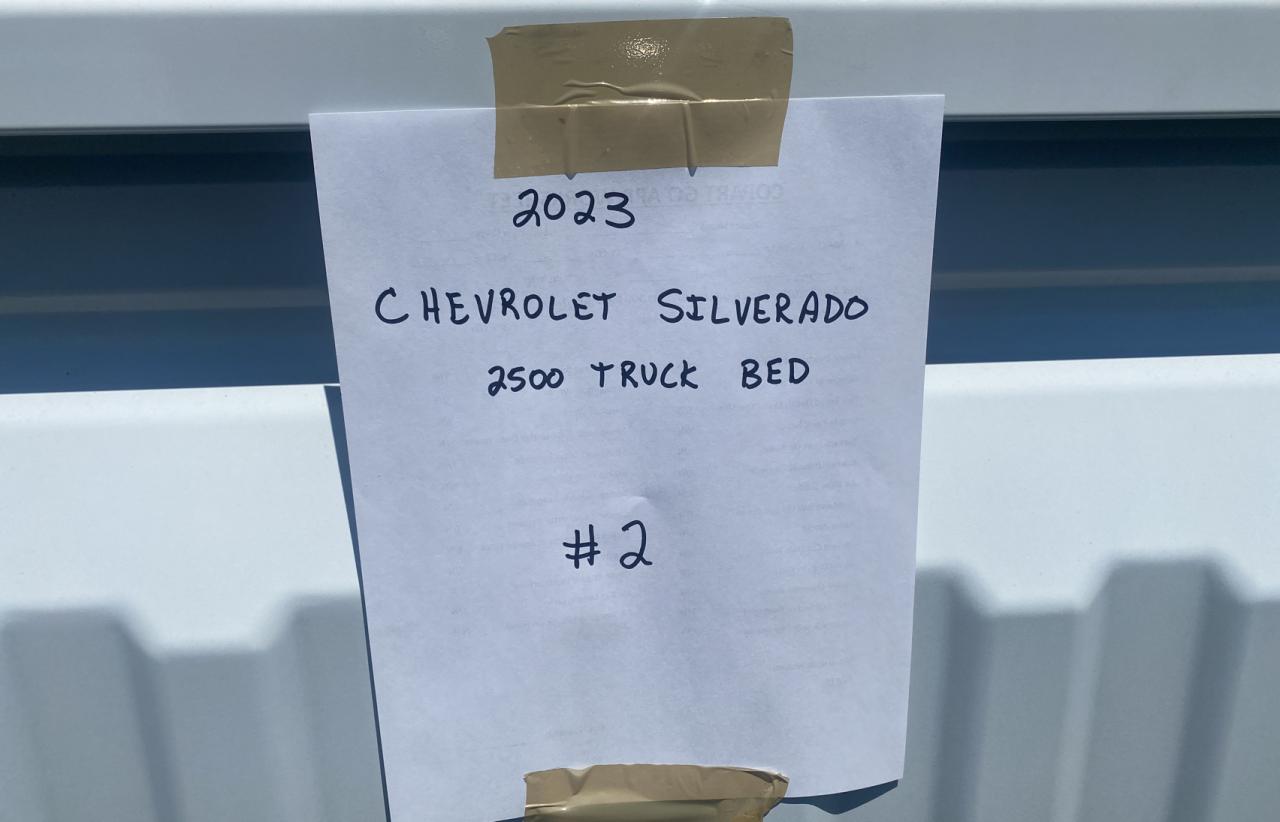 2023
CHEVROLET SILVERADO
2500 TRUCK BED
#2